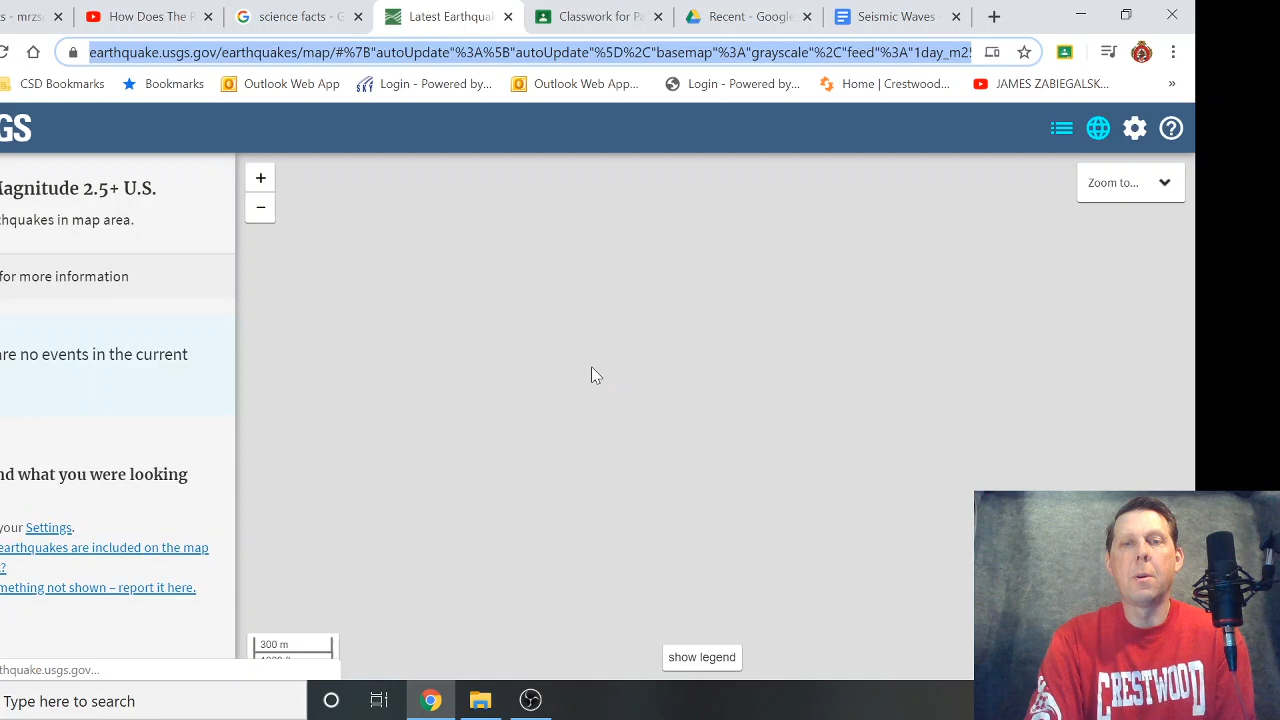 - mrzs
How Does The P
science facts - G
Latest Earthquak
Classwork for Pa
Recent - Google
Seismic Waves
earthquake.usgs.gov/earthquakes/map/#%7B"autoUpdate"%3A%5B"autoUpdate"%5D%2C"basemap"%3A"grayscale"%2C"feed"%3A"1day_m2
CSD Bookmarks
Bookmarks
Outlook Web App
Login - Powered by...
Outlook Web App...
Login - Powered by...
Home | Crestwood...
JAMES ZABIEGALSK...
»
GS
Zoom to...
+
−
Magnitude 2.5+ U.S.
hquakes in map area.
for more information
re no events in the current
nd what you were looking
your Settings.
earthquakes are included on the map
?
mething not shown – report it here.
300 m
show legend
thquake.usgs.gov...
Type here to search
CRESTWOOD